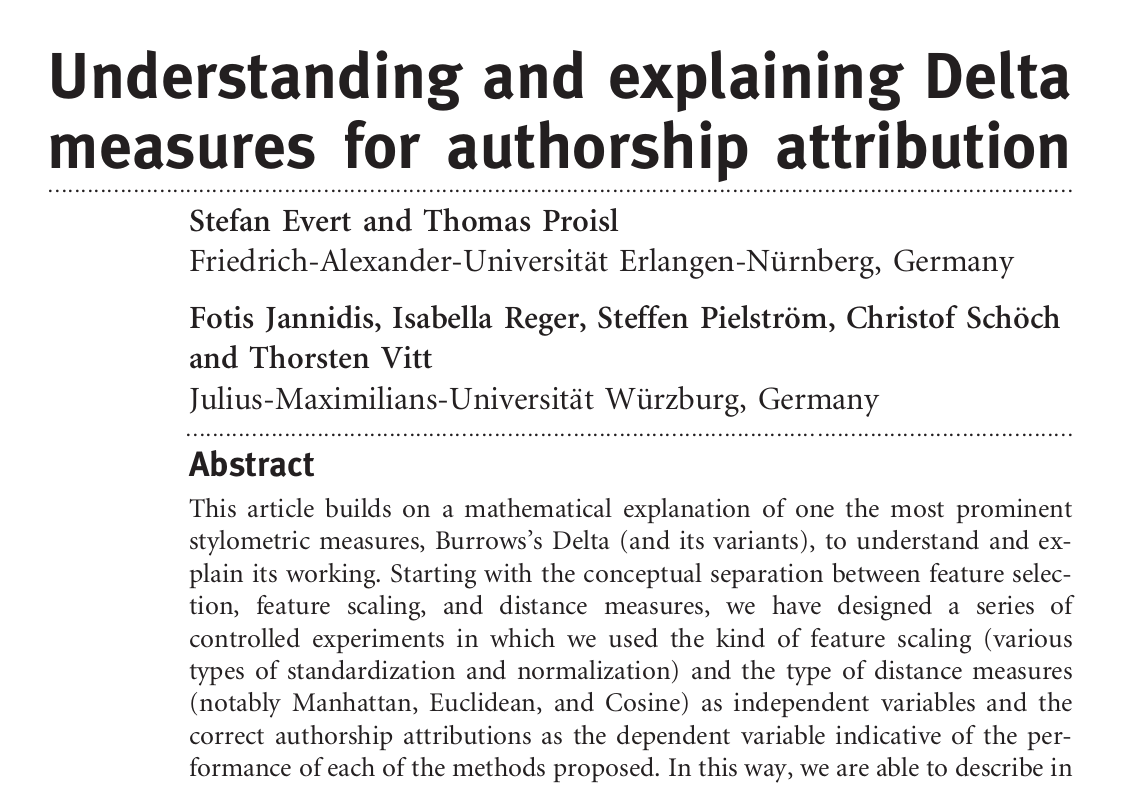 Understanding and explaining Delta
measures for authorship attribution
Stefan Evert and Thomas Proisl
Friedrich-Alexander-Universität Erlangen-Nürnberg, Germany
Fotis Jannidis, Isabella Reger, Steffen Pielström, Christof Schöch
and Thorsten Vitt
Julius-Maximilians-Universität Würzburg, Germany
Abstract
This article builds on a mathematical explanation of one the most prominent
stylometric measures, Burrows’s Delta (and its variants), to understand and ex-
plain its working. Starting with the conceptual separation between feature selec-
tion, feature scaling, and distance measures, we have designed a series of
controlled experiments in which we used the kind of feature scaling (various
types of standardization and normalization) and the type of distance measures
(notably Manhattan, Euclidean, and Cosine) as independent variables and the
correct authorship attributions as the dependent variable indicative of the per-
formance of each of the methods proposed. In this way, we are able to describe in